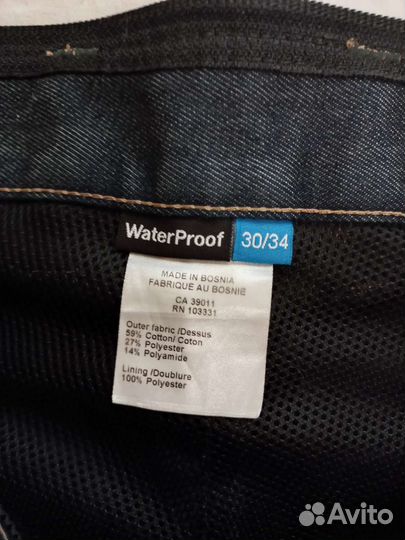 WaterProof 30/34
MADE IN BOSNIA
FABRIQUE AU BOSNIE
CA 39011
RN 103331
Outer fabric /Dessus
59% Cotton/ Coton
27% Polyester
14% Polyamide
Lining /Doublure
100% Polyester
Avito